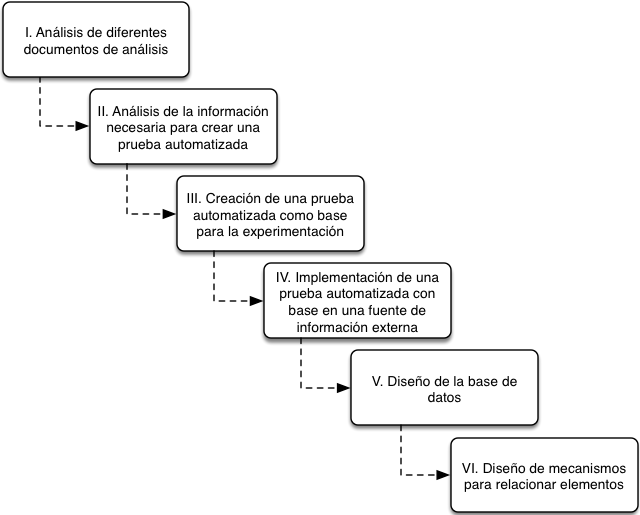 I. Análisis de diferentes
documentos de análisis
II. Análisis de la información
necesaria para crear una
prueba automatizada
III. Creación de una prueba
automatizada como base
para la experimentación
IV. Implementación de una
prueba automatizada con
base en una fuente de
información externa
V. Diseño de la base de
datos
VI. Diseño de mecanismos
para relacionar elementos